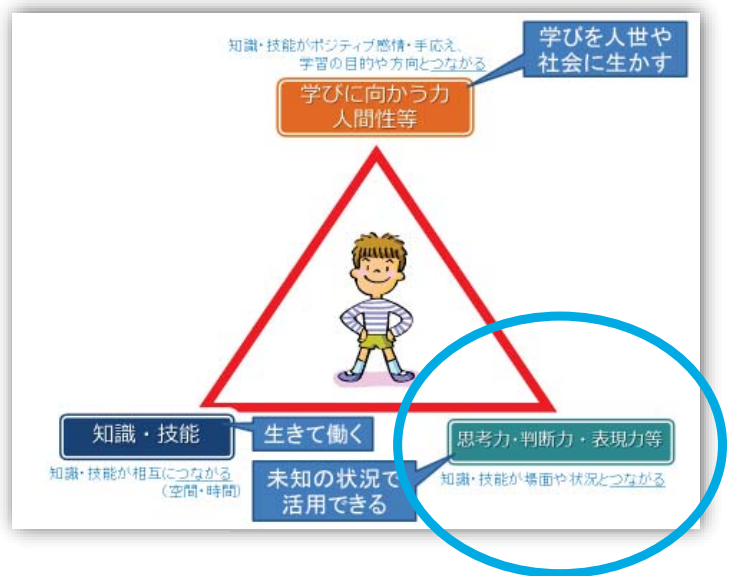 知識・技能がポジティブ感情・手応え、
学習の目的や方向とつながる
学びを人世や
社会に生かす
学びに向かう力
人間性等
知識・技能
生きて働く
思考力・判断力・表現力等
知識・技能が相互につながる
（空間・時間）
未知の状況で
活用できる
知識・技能が場面や状況とつながる